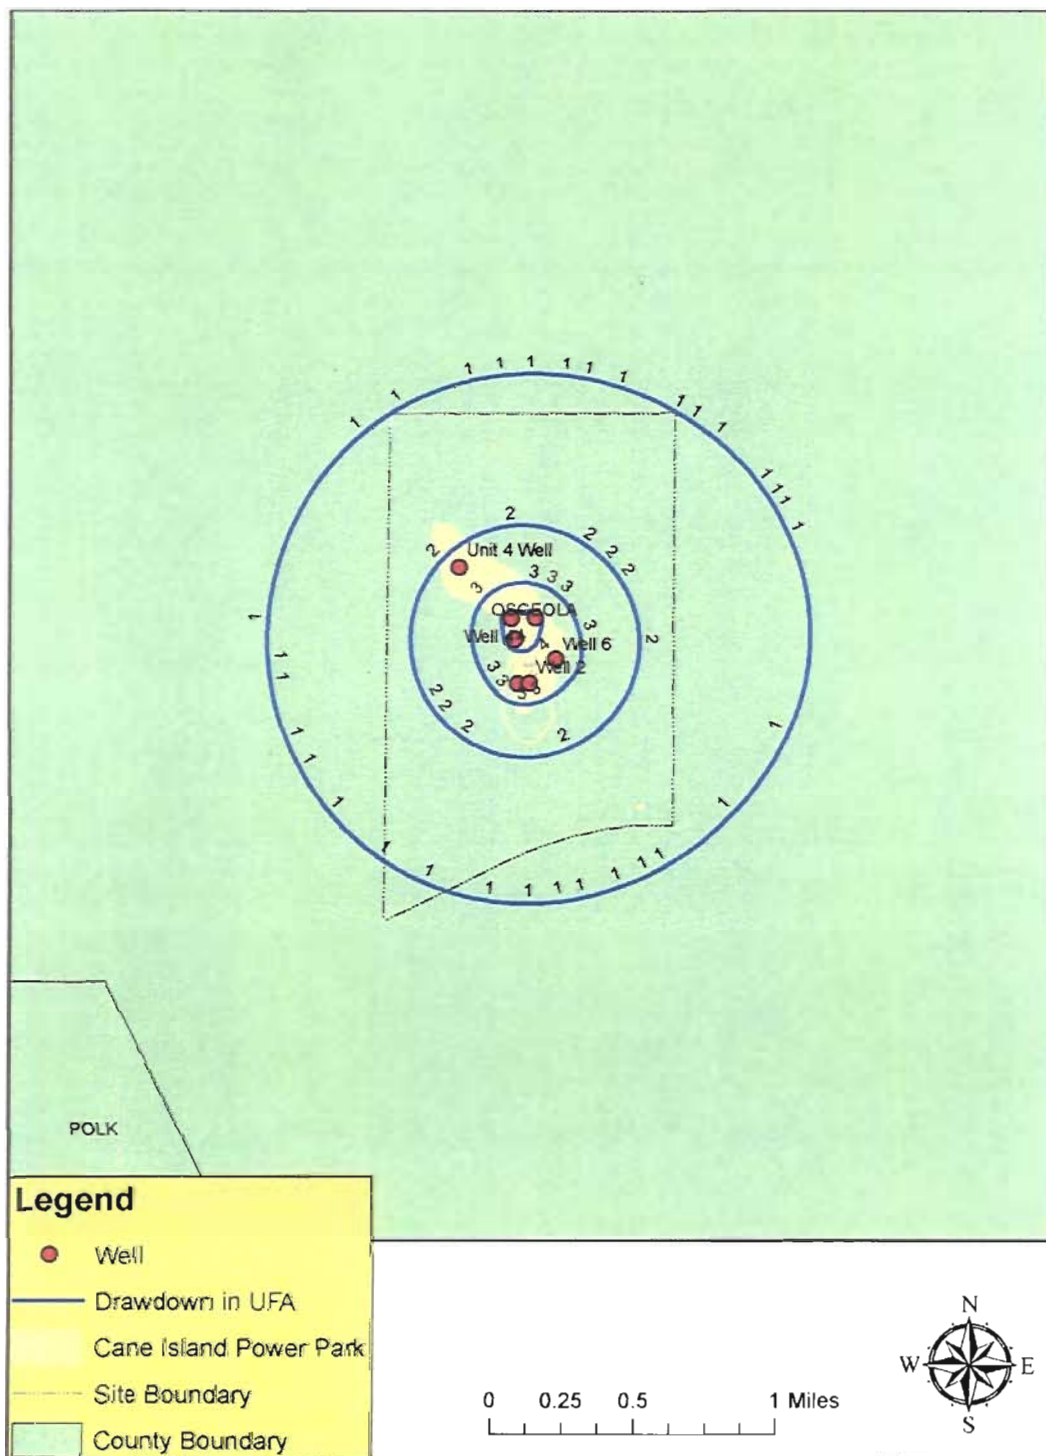 1 1 1 1 1 1
1 1
1 1 1
1 1 1 1
2
2 2 2
2
Unit 4 Well
3 3 3
3
OSCEOLA
3
1
Well 4
4
Well 6
2
Well 2
1 1
3 3 3 3
2 2 2
2
1 1 1
1
1
1 1
1 1 1 1 1 1 1
POLK
Legend
Well
Drawdown in UFA
Cane Island Power Park
Site Boundary
County Boundary
0 0.25 0.5 1 Miles
N
W E
S